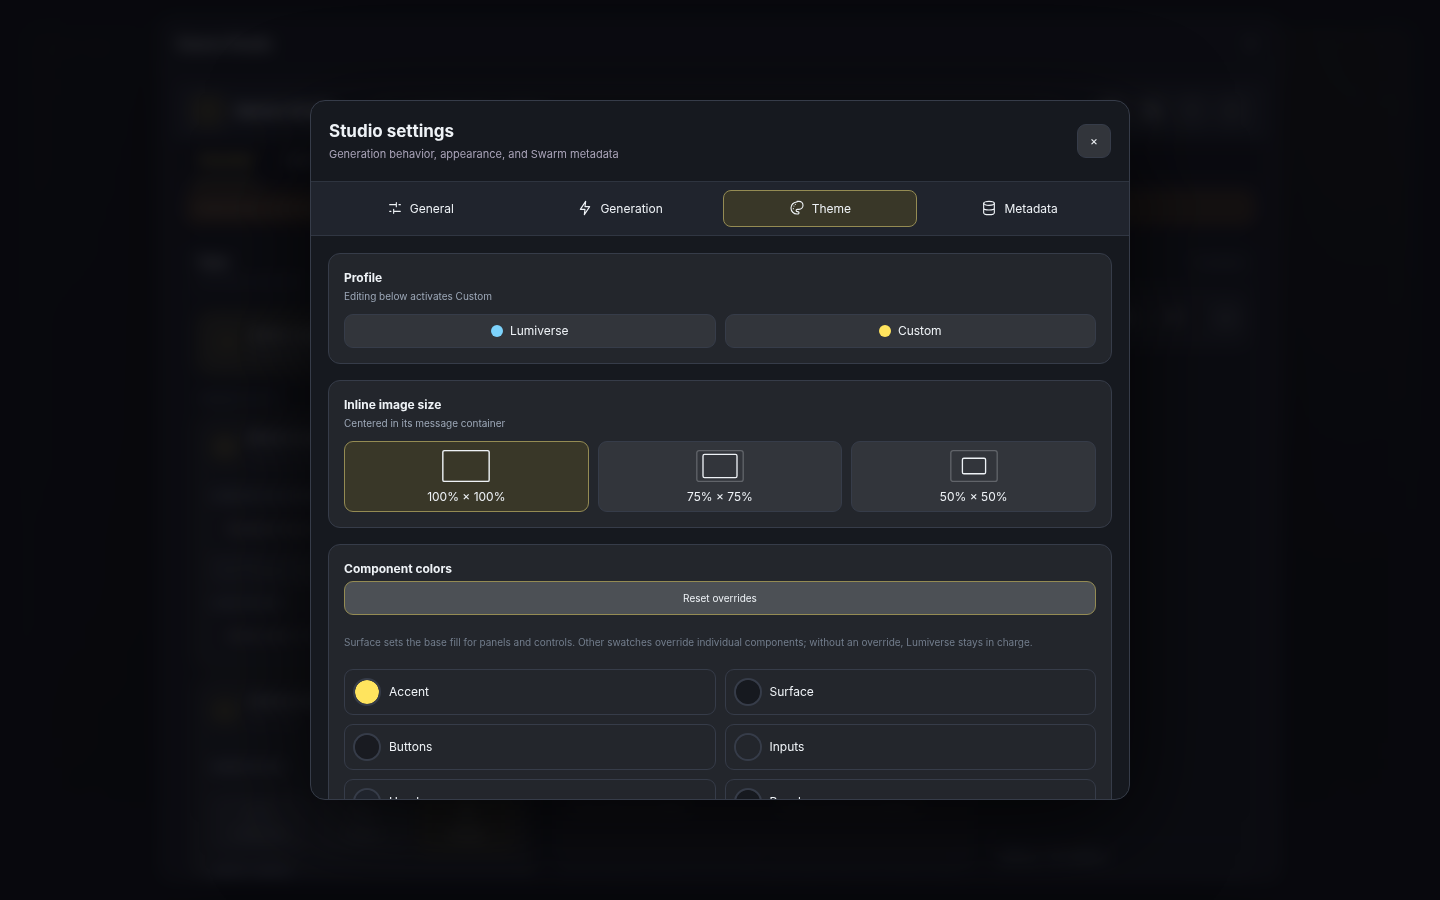 Studio settings
Generation behavior, appearance, and Swarm metadata
×
General
Generation
Theme
Metadata
Profile
Editing below activates Custom
Lumiverse
Custom
Inline image size
Centered in its message container
100% × 100%
75% × 75%
50% × 50%
Component colors
Reset overrides
Surface sets the base fill for panels and controls. Other swatches override individual components; without an override, Lumiverse stays in charge.
Accent
Surface
Buttons
Inputs